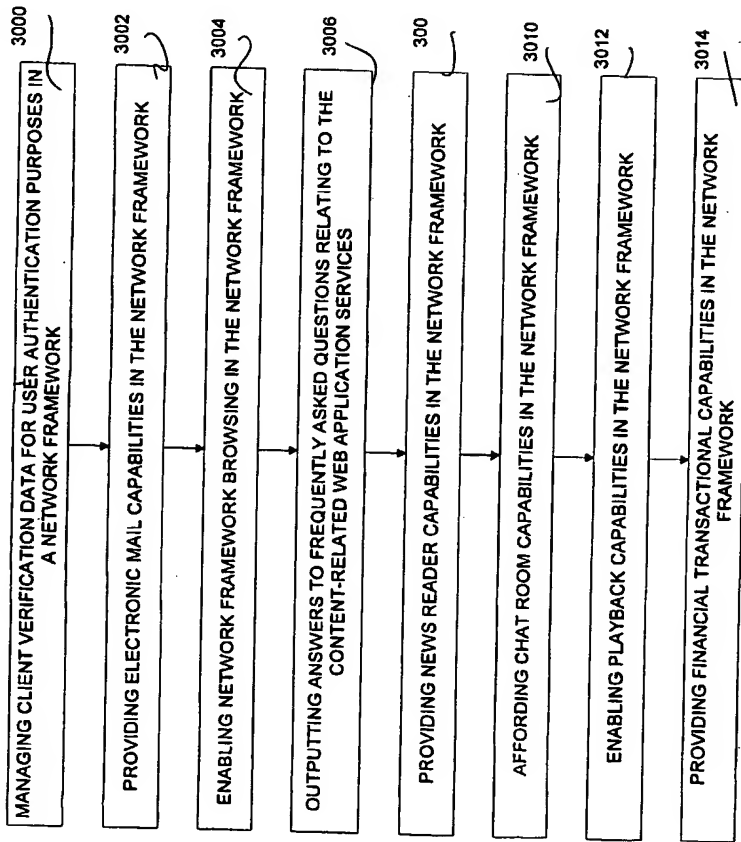 3000
MANAGING CLIENT VERIFICATION DATA FOR USER AUTHENTICATION PURPOSES IN
A NETWORK FRAMEWORK
3002
PROVIDING ELECTRONIC MAIL CAPABILITIES IN THE NETWORK FRAMEWORK
3004
ENABLING NETWORK FRAMEWORK BROWSING IN THE NETWORK FRAMEWORK
3006
OUTPUTTING ANSWERS TO FREQUENTLY ASKED QUESTIONS RELATING TO THE
CONTENT-RELATED WEB APPLICATION SERVICES
300
PROVIDING NEWS READER CAPABILITIES IN THE NETWORK FRAMEWORK
3010
AFFORDING CHAT ROOM CAPABILITIES IN THE NETWORK FRAMEWORK
3012
ENABLING PLAYBACK CAPABILITIES IN THE NETWORK FRAMEWORK
3014
PROVIDING FINANCIAL TRANSACTIONAL CAPABILITIES IN THE NETWORK
FRAMEWORK